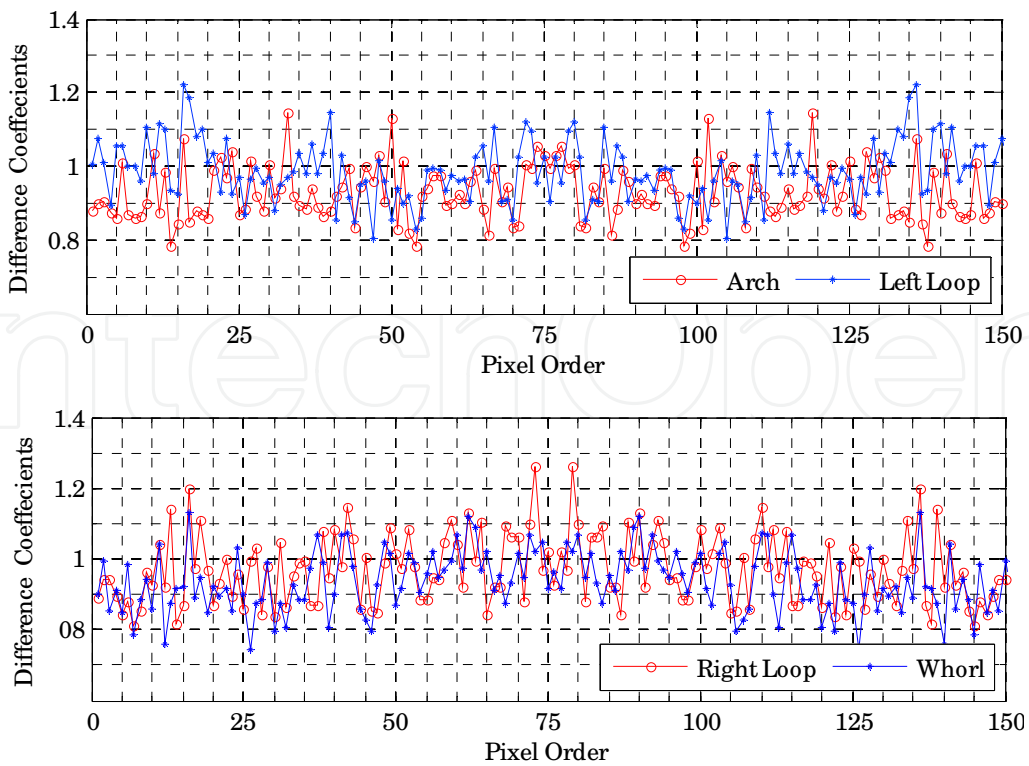 1.4
1.2
1
0.8
Difference Coeffecients
Arch Left Loop
0 25 50 75 100 125 150
Pixel Order
1.4
1.2
1
08
Difference Coeffecients
Right Loop Whorl
0 25 50 75 100 125 150
Pixel Order
ntechOpen